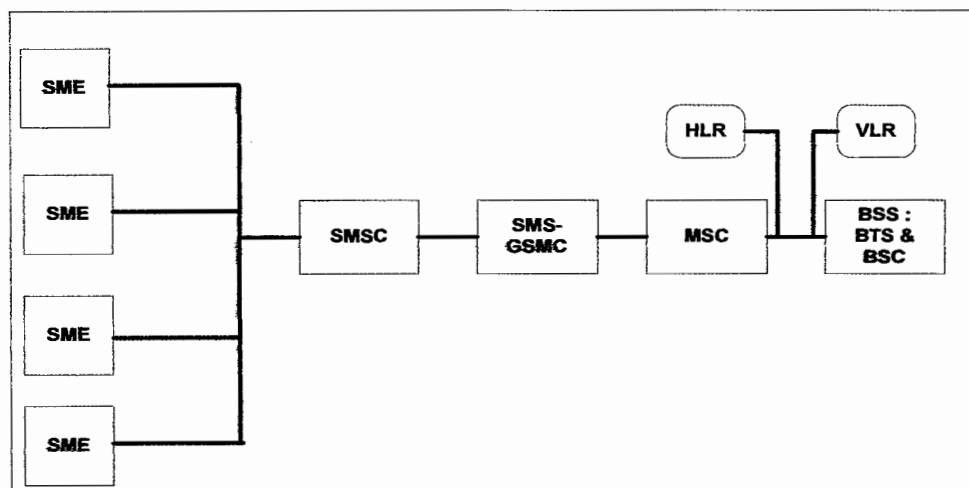 SME
SME
SME
SME
SMSC
SMS-
GSMC
MSC
HLR
VLR
BSS :
BTS &
BSC